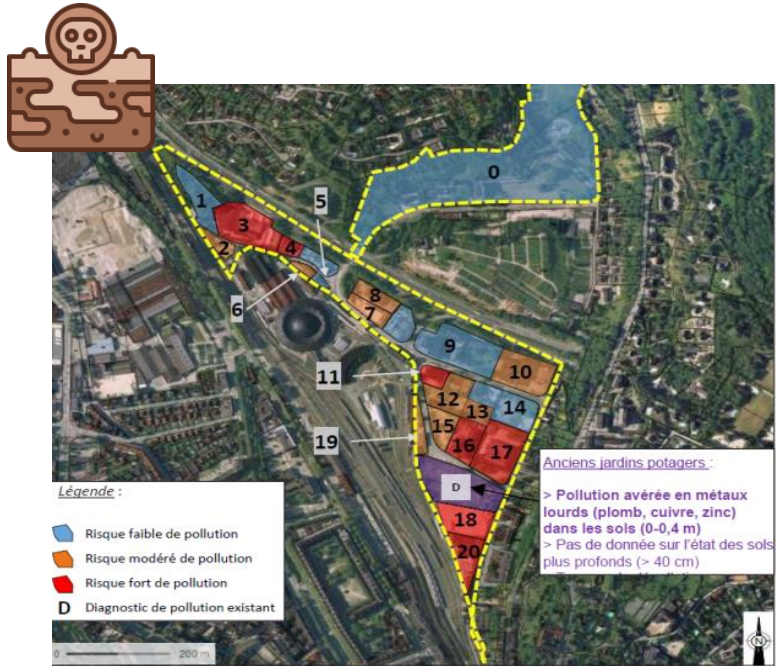 0
1
5
3
2
4
6
8
7
9
10
11
12
13
14
15
16
17
19
D
18
20
Anciens jardins potagers :
> Pollution avérée en métaux
lourds (plomb, cuivre, zinc)
dans les sols (0-0,4 m)
> Pas de donnée sur l'état des sols
plus profonds (> 40 cm)
Légende :
Risque faible de pollution
Risque modéré de pollution
Risque fort de pollution
D Diagnostic de pollution existant
0 200 m
N